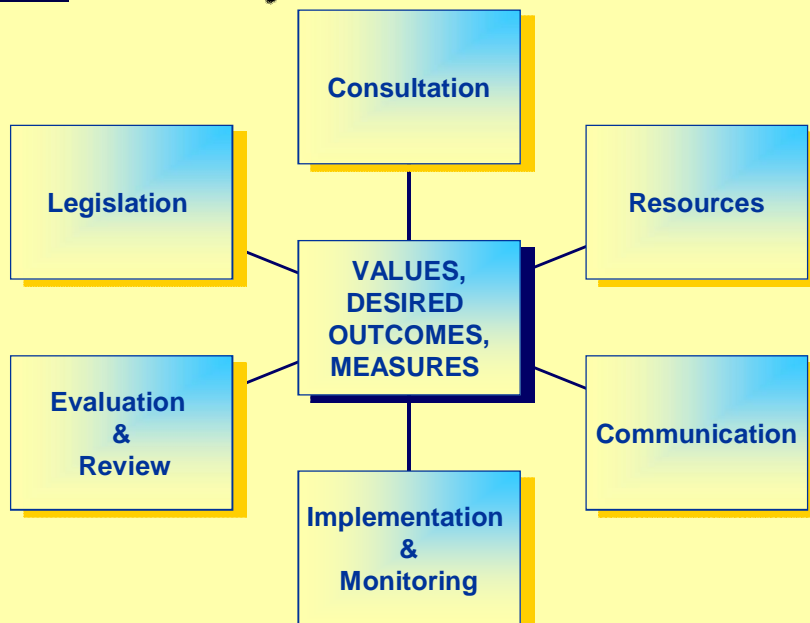 Consultation
Legislation
Resources
VALUES,
DESIRED
OUTCOMES,
MEASURES
Evaluation
&
Review
Communication
Implementation
&
Monitoring